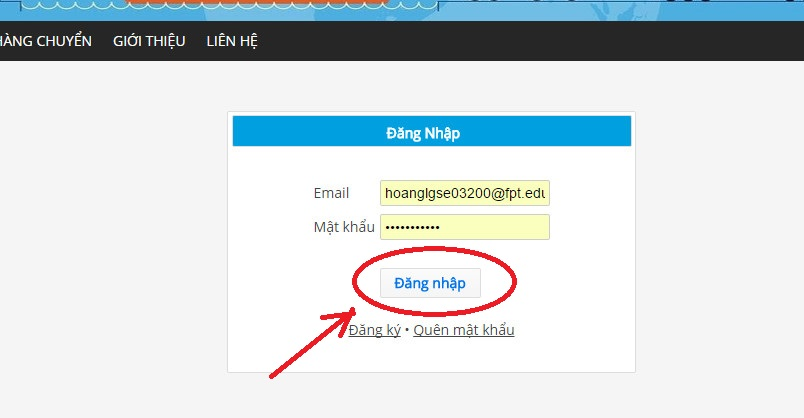 HÀNG CHUYỂN GIỚI THIỆU LIÊN HỆ
Đăng Nhập
Email hoanglgse03200@fpt.edu
Mật khẩu •••••••••••
Đăng nhập
Đăng ký • Quên mật khẩu